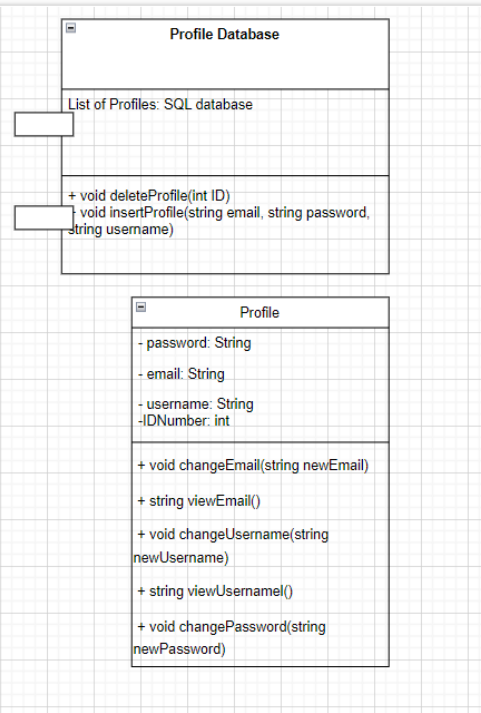 Profile Database
List of Profiles: SQL database
+ void deleteProfile(int ID)
- void insertProfile(string email, string password,
string username)
Profile
- password: String
- email: String
- username: String
-IDNumber: int
+ void changeEmail(string newEmail)
+ string viewEmail()
+ void changeUsername(string
newUsername)
+ string viewUsernamel()
+ void changePassword(string
newPassword)